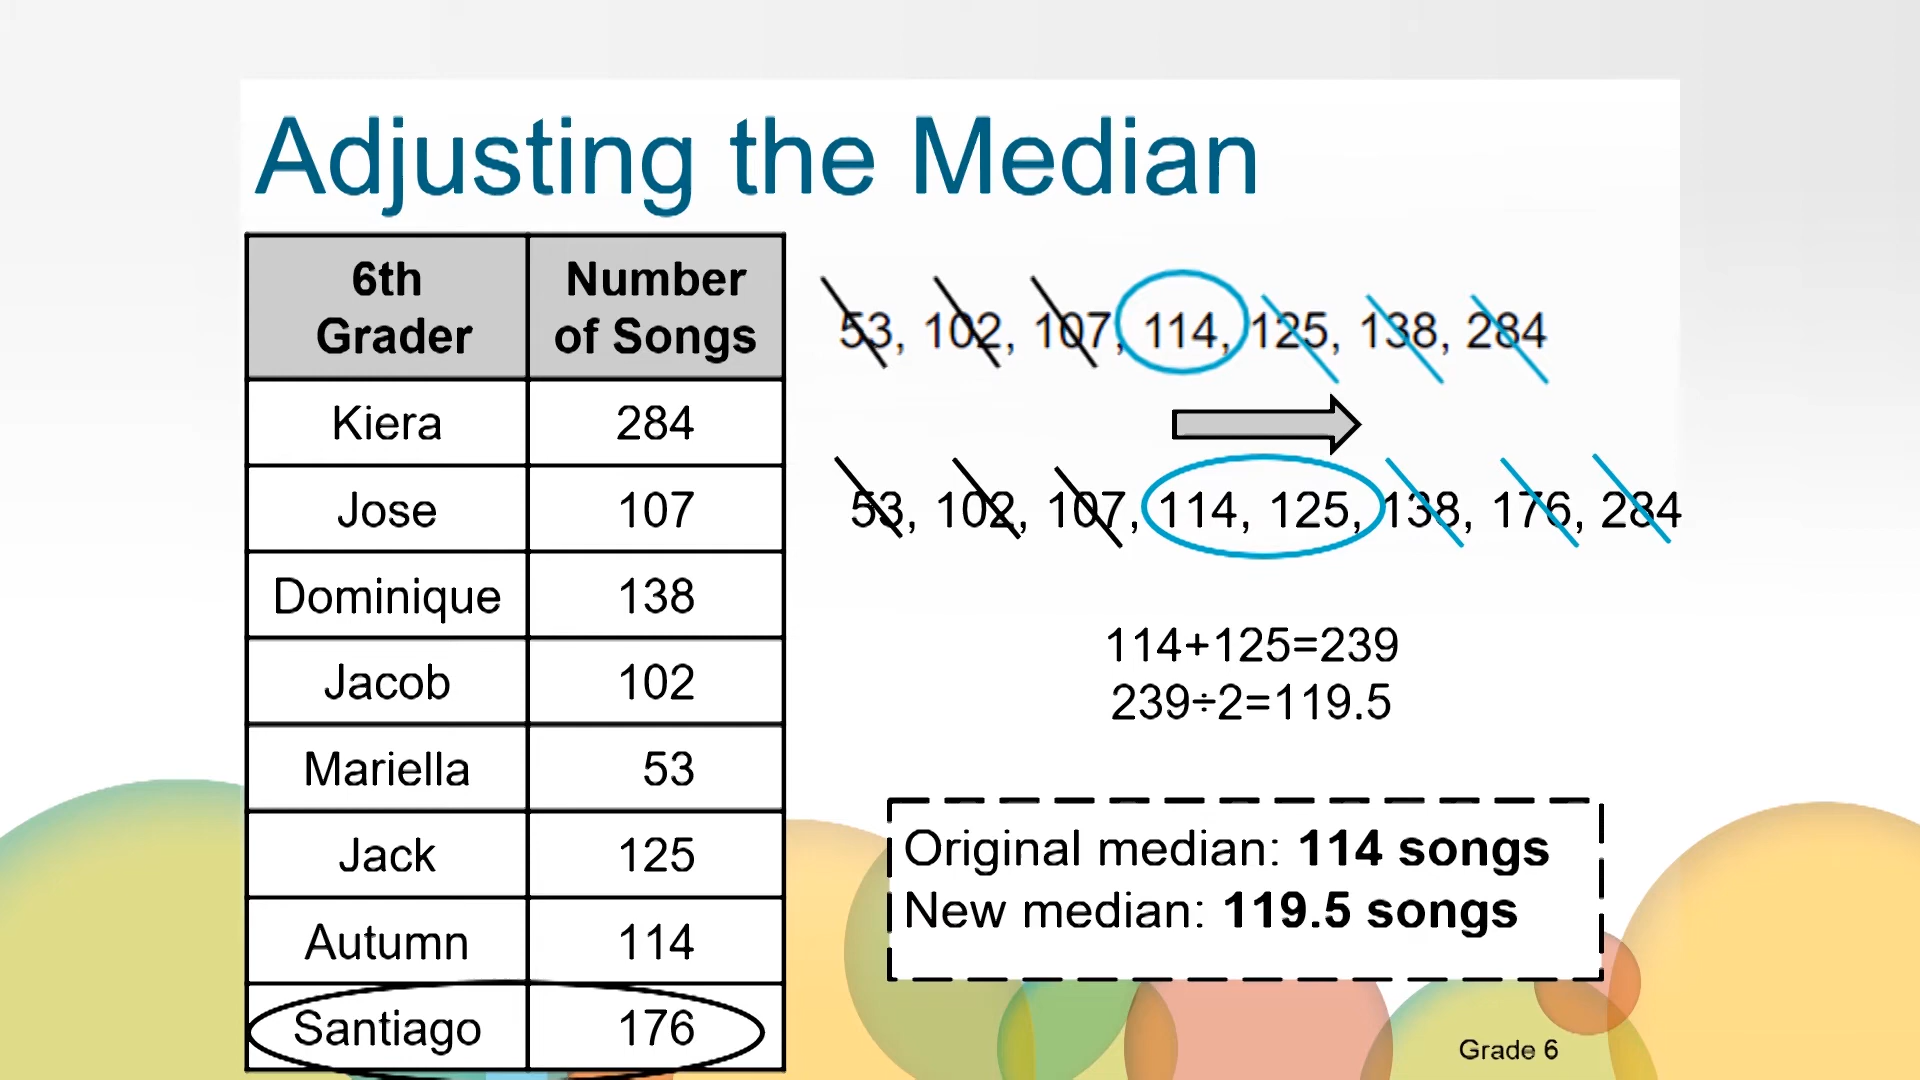 Adjusting the Median
6th Grader Number of Songs
Kiera 284
Jose 107
Dominique 138
Jacob 102
Mariella 53
Jack 125
Autumn 114
Santiago 176
53, 102, 107, 114, 125, 138, 284
53, 102, 107, 114, 125, 138, 176, 284
114+125=239
239÷2=119.5
Original median: 114 songs
New median: 119.5 songs
Grade 6